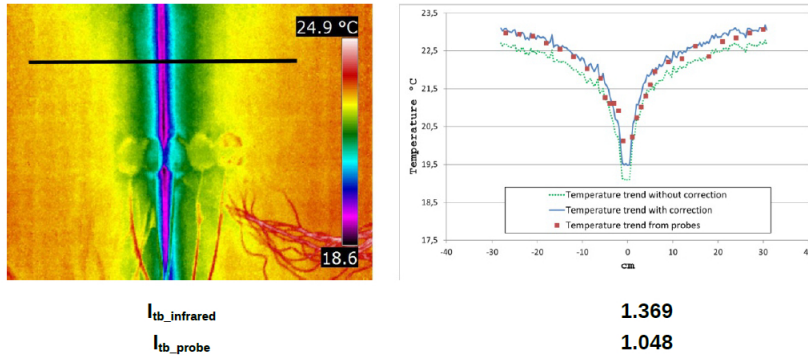 24.9 °C
18.6
Temperature °C
23,5
22,5
21,5
20,5
19,5
18,5
17,5
-40
-30
-20
-10
0
10
20
30
40
cm
Temperature trend without correction
Temperature trend with correction
Temperature trend from probes
Itb_infrared 1.369
Itb_probe 1.048